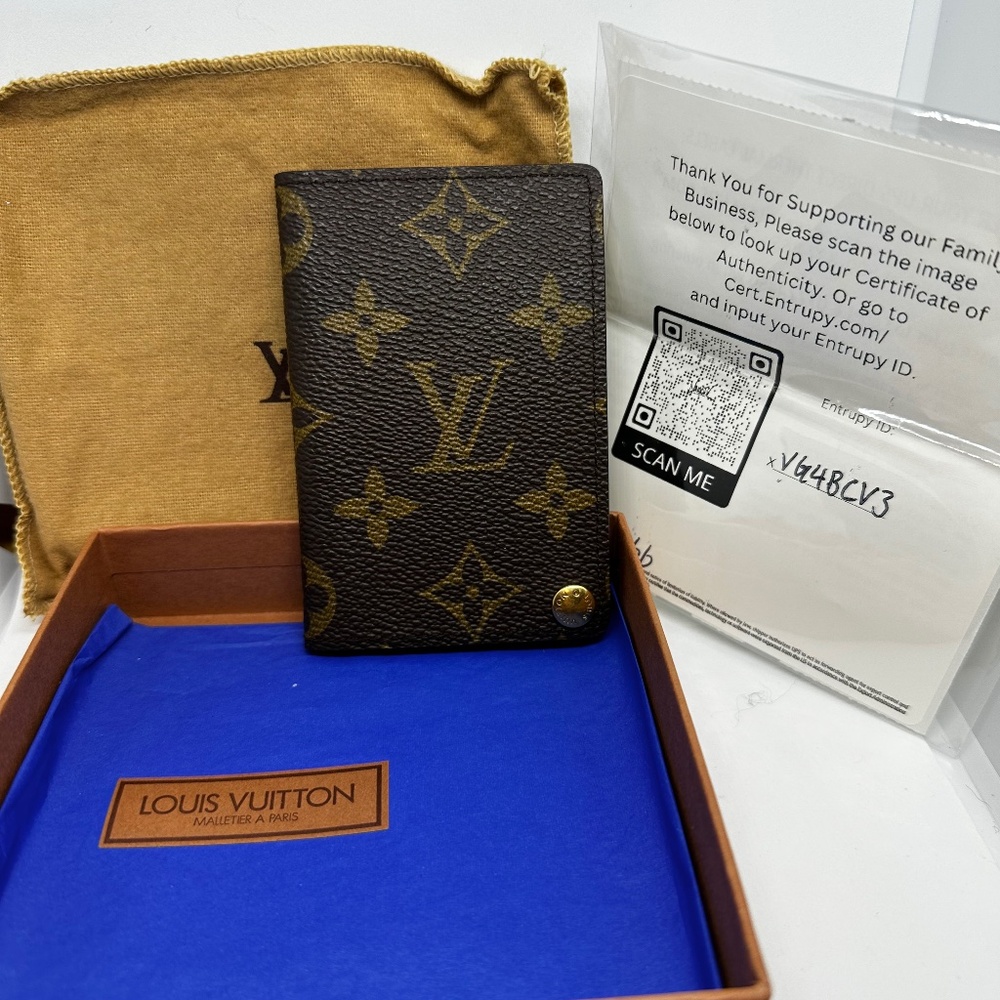 Thank You for Supporting our Famil
Business, Please scan the image
below to look up your Certificate of
Authenticity. Or go to
Cert.Entrupy.com/
and input your Entrupy ID.
SCAN ME
Entrupy ID:
xVG4BCV3
LV
LOUIS VUITTON
MALLETIER A PARIS